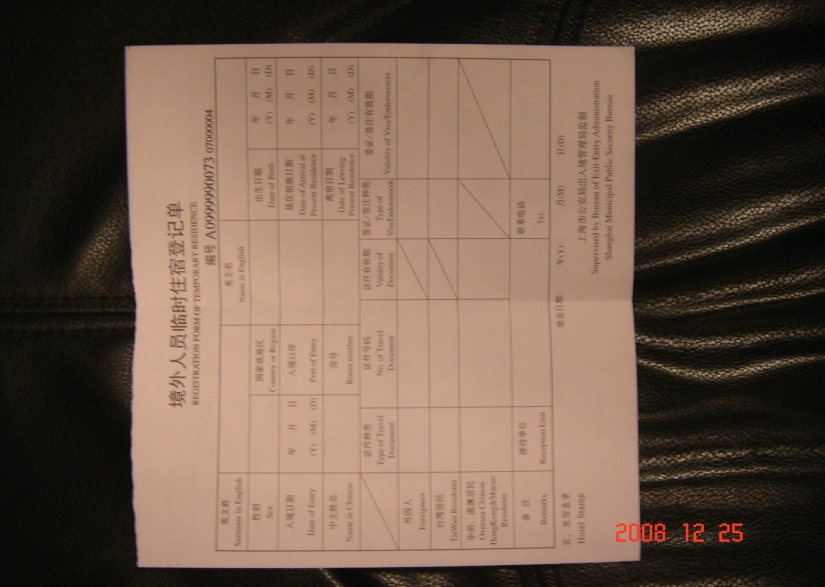 境外人员临时住宿登记单
REGISTRATION FORM OF TEMPORARY RESIDENCE
编号 A0999990073 07000004
英文姓
Surname in English
英文名
Name in English
性别
Sex
国家或地区
Country or Region
出生日期
Date of Birth
年 月 日
(Y) (M) (D)
入境日期
Date of Entry
年 月 日
(Y) (M) (D)
入境口岸
Port of Entry
抵住宿地日期
Date of Arrival at
Present Residence
年 月 日
(Y) (M) (D)
中文姓名
Name in Chinese
房号
Room number
离宿日期
Date of Leaving
Present Residence
年 月 日
(Y) (M) (D)
证件种类
Type of Travel
Document
证件号码
No. of Travel
Document
证件有效期
Validity of
Document
签证/签注种类
Type of
Visa/Endorsement
签证/签注有效期
Validity of Visa/Endorsement
外国人
Foreigners
台湾居民
TaiWan Residents
华侨、港澳居民
Oversea Chinese
HongKong&Macao
Residents
备 注
Remarks
接待单位
Reception Unit
联系电话
Tel.
Hotel Stamp
填表日期: 年(Y) 月(M) 日(D)
上海市公安局出入境管理局监制
Supervised by Bureau of Exit-Entry Administration
Shanghai Municipal Public Security Bureau
2008 12 25